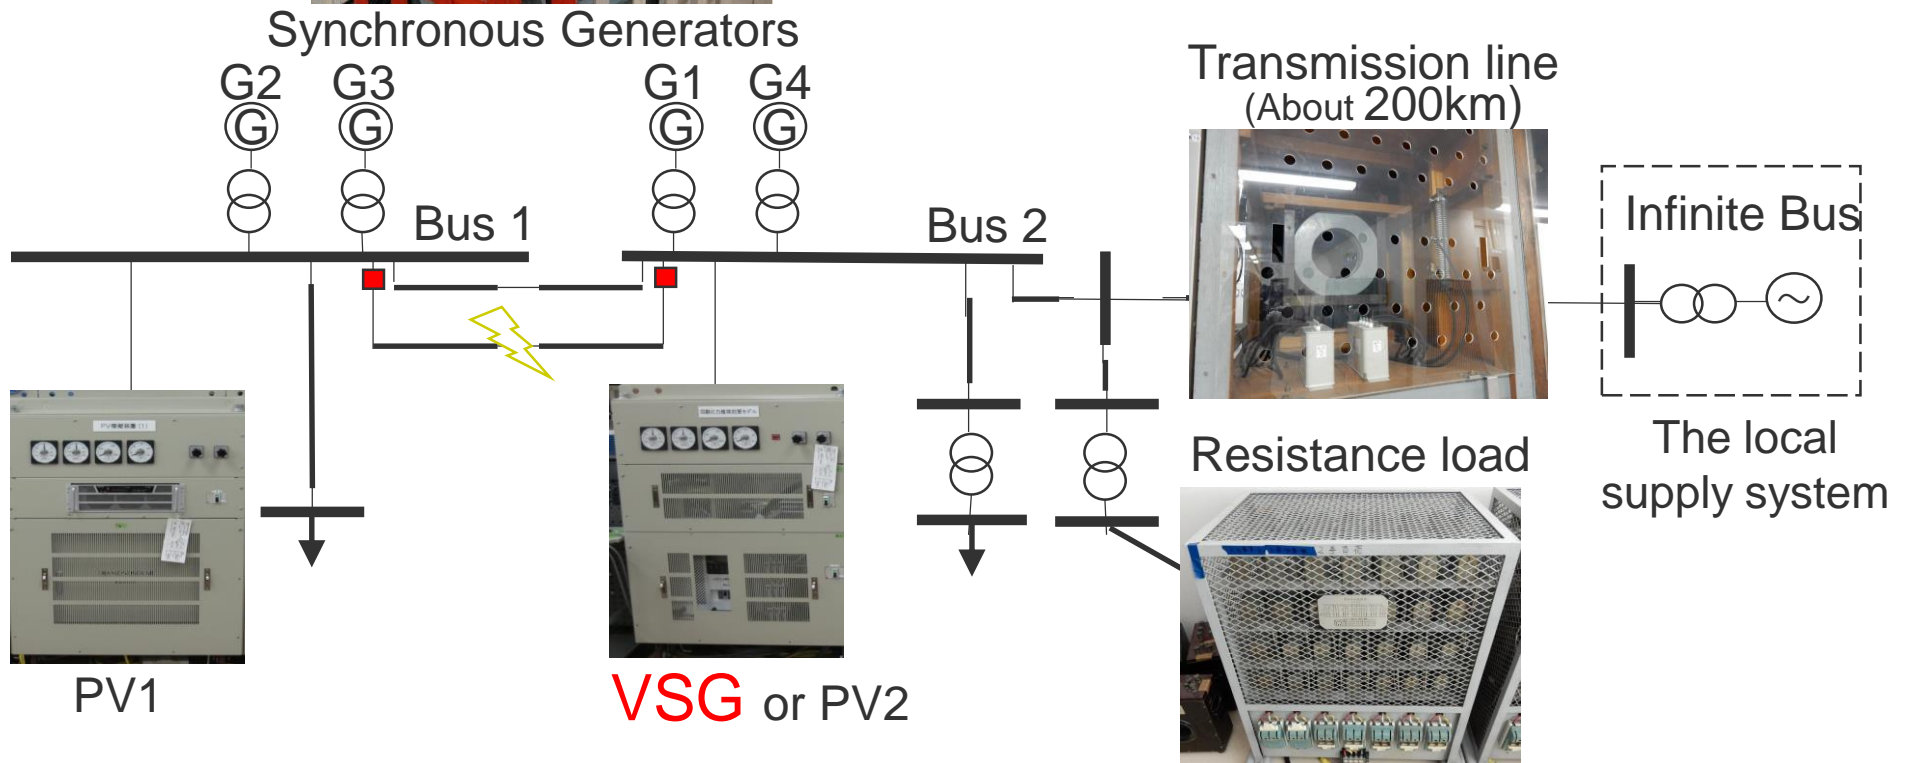 Synchronous Generators
G2
G3
G1
G4
G
G
G
G
Transmission line
(About 200km)
Bus 1
Bus 2
Infinite Bus
The local
supply system
Resistance load
PV1
VSG or PV2